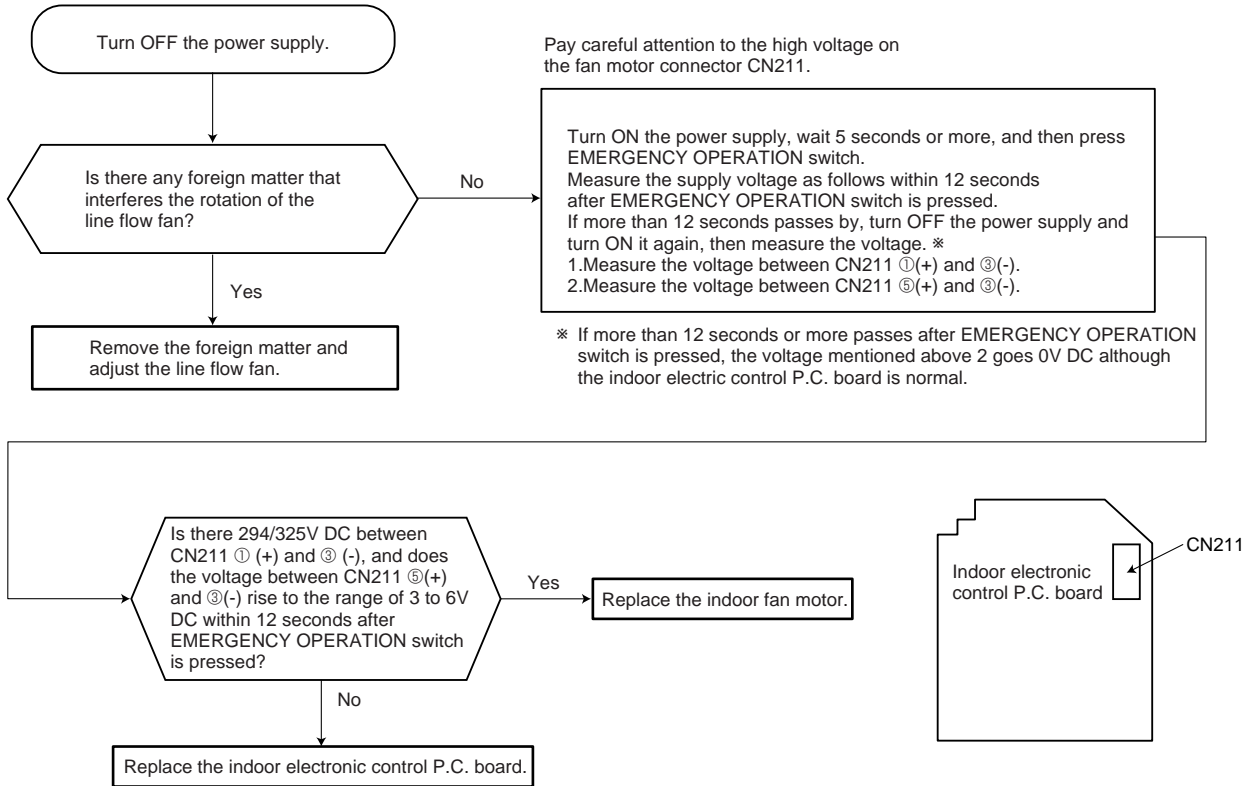 Turn OFF the power supply.
Pay careful attention to the high voltage on
the fan motor connector CN211.
Is there any foreign matter that
interferes the rotation of the
line flow fan?
No
Yes
Remove the foreign matter and
adjust the line flow fan.
Turn ON the power supply, wait 5 seconds or more, and then press
EMERGENCY OPERATION switch.
Measure the supply voltage as follows within 12 seconds
after EMERGENCY OPERATION switch is pressed.
If more than 12 seconds passes by, turn OFF the power supply and
turn ON it again, then measure the voltage. ※
1.Measure the voltage between CN211 ①(+) and ③(-).
2.Measure the voltage between CN211 ⑤(+) and ③(-).
※ If more than 12 seconds or more passes after EMERGENCY OPERATION
switch is pressed, the voltage mentioned above 2 goes 0V DC although
the indoor electric control P.C. board is normal.
Is there 294/325V DC between
CN211 ① (+) and ③ (-), and does
the voltage between CN211 ⑤(+)
and ③(-) rise to the range of 3 to 6V
DC within 12 seconds after
EMERGENCY OPERATION switch
is pressed?
Yes
Replace the indoor fan motor.
No
Replace the indoor electronic control P.C. board.
CN211
Indoor electronic
control P.C. board